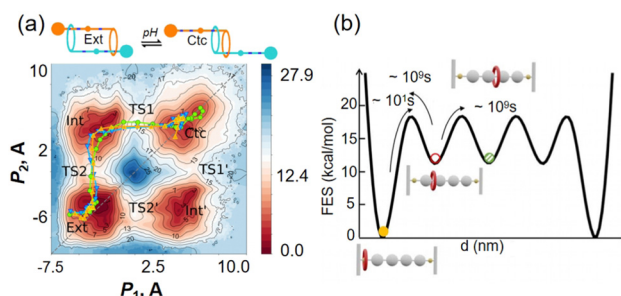 (a)
Ext
pH
Ctc
10
2
-6
P₂, A
Int
TS1
Ctc
TS2
TS1'
TS2'
Int'
Ext
-7.5
2.5
10.0
P₁, A
27.9
12.4
0.0
(b)
~ 10⁹s
~ 10¹s
~ 10⁹s
20
15
10
5
0
FES (kcal/mol)
d (nm)